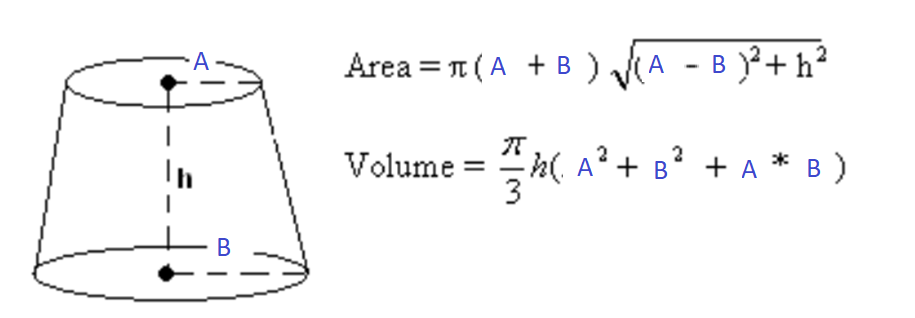 A
h
B
Area = π ( A + B ) √(A - B )² + h²
Volume = π/3 h( A² + B² + A * B )